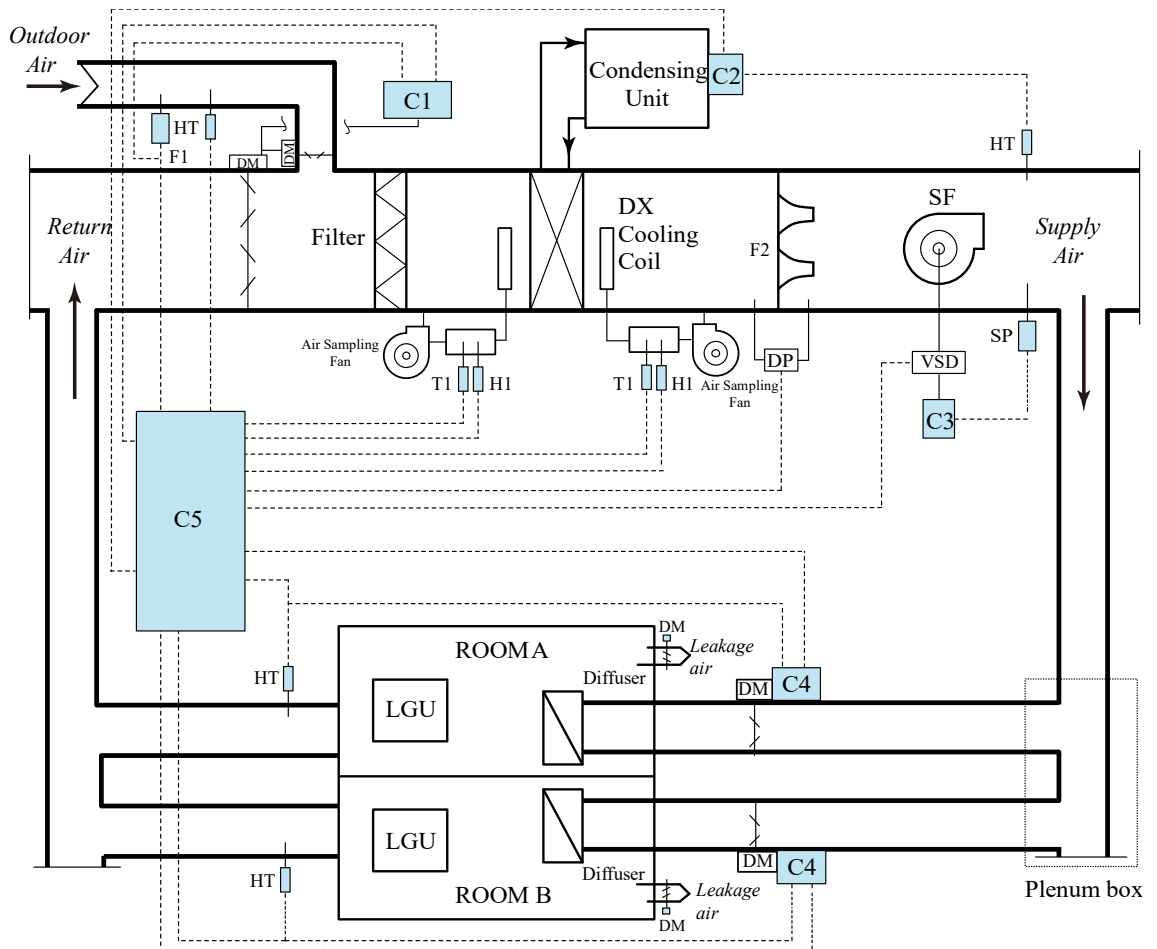 Outdoor
Air
Condensing
Unit
C2
C1
HT
F1
DM
DM
HT
Return
Air
Filter
DX
Cooling
Coil
F2
SF
Supply
Air
Air Sampling
Fan
T1
H1
T1
H1
Air Sampling
Fan
DP
VSD
SP
C3
C5
ROOM A
DM
Leakage
air
HT
LGU
Diffuser
DM
C4
LGU
HT
ROOM B
Diffuser
DM
C4
Leakage
air
DM
Plenum box